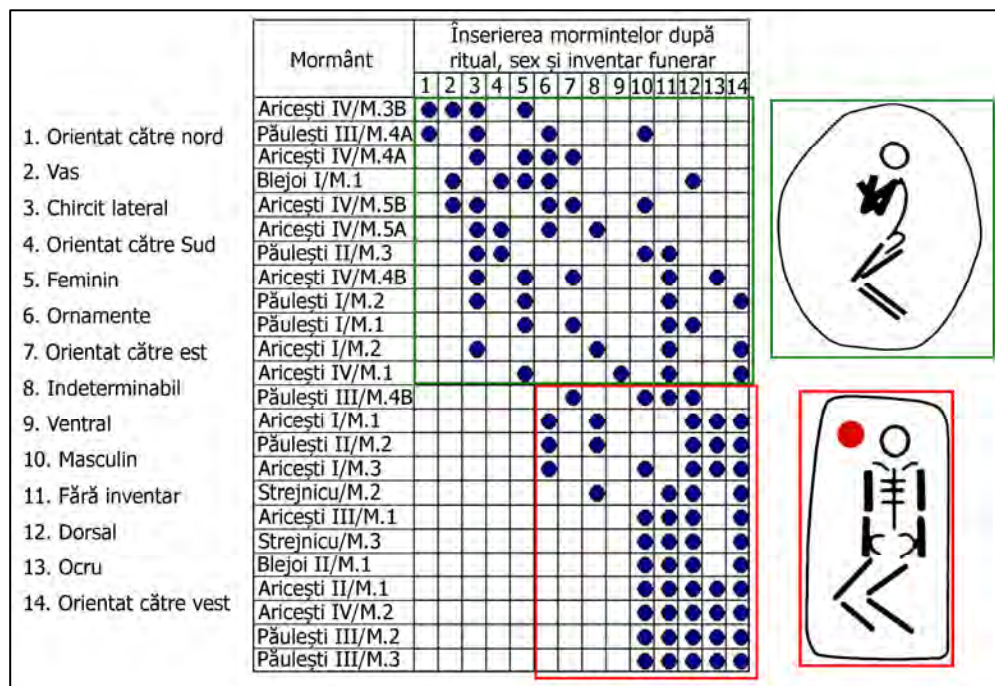 Mormânt
Înserierea mormintelor după
ritual, sex și inventar funerar
1 2 3 4 5 6 7 8 9 10 11 12 13 14
Aricești IV/M.3B
Păulești III/M.4A
Aricești IV/M.4A
Blejoi I/M.1
Aricești IV/M.5B
Aricești IV/M.5A
Păulești II/M.3
Aricești IV/M.4B
Păulești I/M.2
Păulești I/M.1
Aricești I/M.2
Aricești IV/M.1
Păulești III/M.4B
Aricești I/M.1
Păulești II/M.2
Aricești I/M.3
Strejnicu/M.2
Aricești III/M.1
Strejnicu/M.3
Blejoi II/M.1
Aricești II/M.1
Aricești IV/M.2
Păulești III/M.2
Păulești III/M.3
1. Orientat către nord
2. Vas
3. Chircit lateral
4. Orientat către Sud
5. Feminin
6. Ornamente
7. Orientat către est
8. Indeterminabil
9. Ventral
10. Masculin
11. Fără inventar
12. Dorsal
13. Ocru
14. Orientat către vest